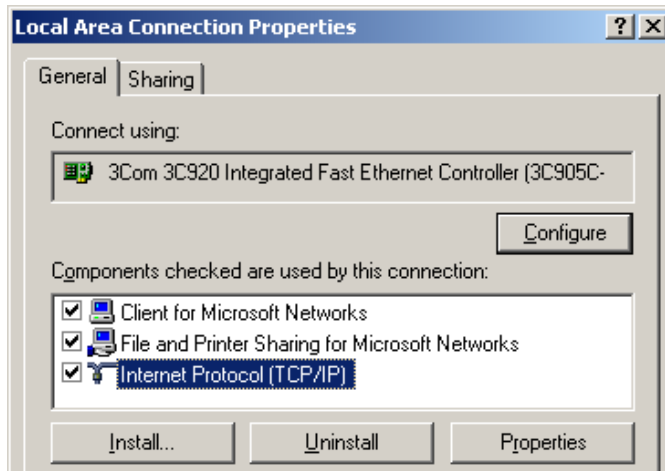 Local Area Connection Properties
General Sharing
Connect using:
3Com 3C920 Integrated Fast Ethernet Controller (3C905C-
Configure
Components checked are used by this connection:
Client for Microsoft Networks
File and Printer Sharing for Microsoft Networks
Internet Protocol (TCP/IP)
Install... Uninstall Properties